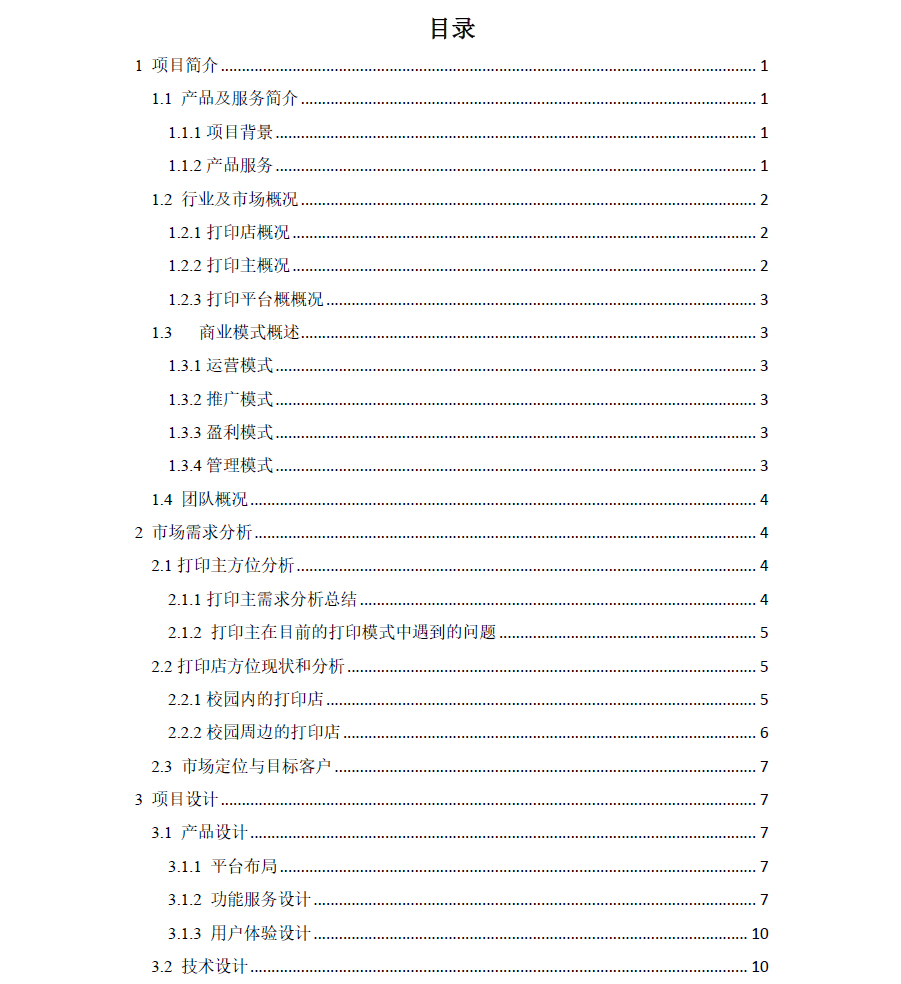 目录
1 项目简介 1
1.1 产品及服务简介 1
1.1.1 项目背景 1
1.1.2 产品服务 1
1.2 行业及市场概况 2
1.2.1 打印店概况 2
1.2.2 打印主概况 2
1.2.3 打印平台概概况 3
1.3 商业模式概述 3
1.3.1 运营模式 3
1.3.2 推广模式 3
1.3.3 盈利模式 3
1.3.4 管理模式 3
1.4 团队概况 4
2 市场需求分析 4
2.1 打印主方位分析 4
2.1.1 打印主需求分析总结 4
2.1.2 打印主在目前的打印模式中遇到的问题 5
2.2 打印店方位现状和分析 5
2.2.1 校园内的打印店 5
2.2.2 校园周边的打印店 6
2.3 市场定位与目标客户 7
3 项目设计 7
3.1 产品设计 7
3.1.1 平台布局 7
3.1.2 功能服务设计 7
3.1.3 用户体验设计 10
3.2 技术设计 10